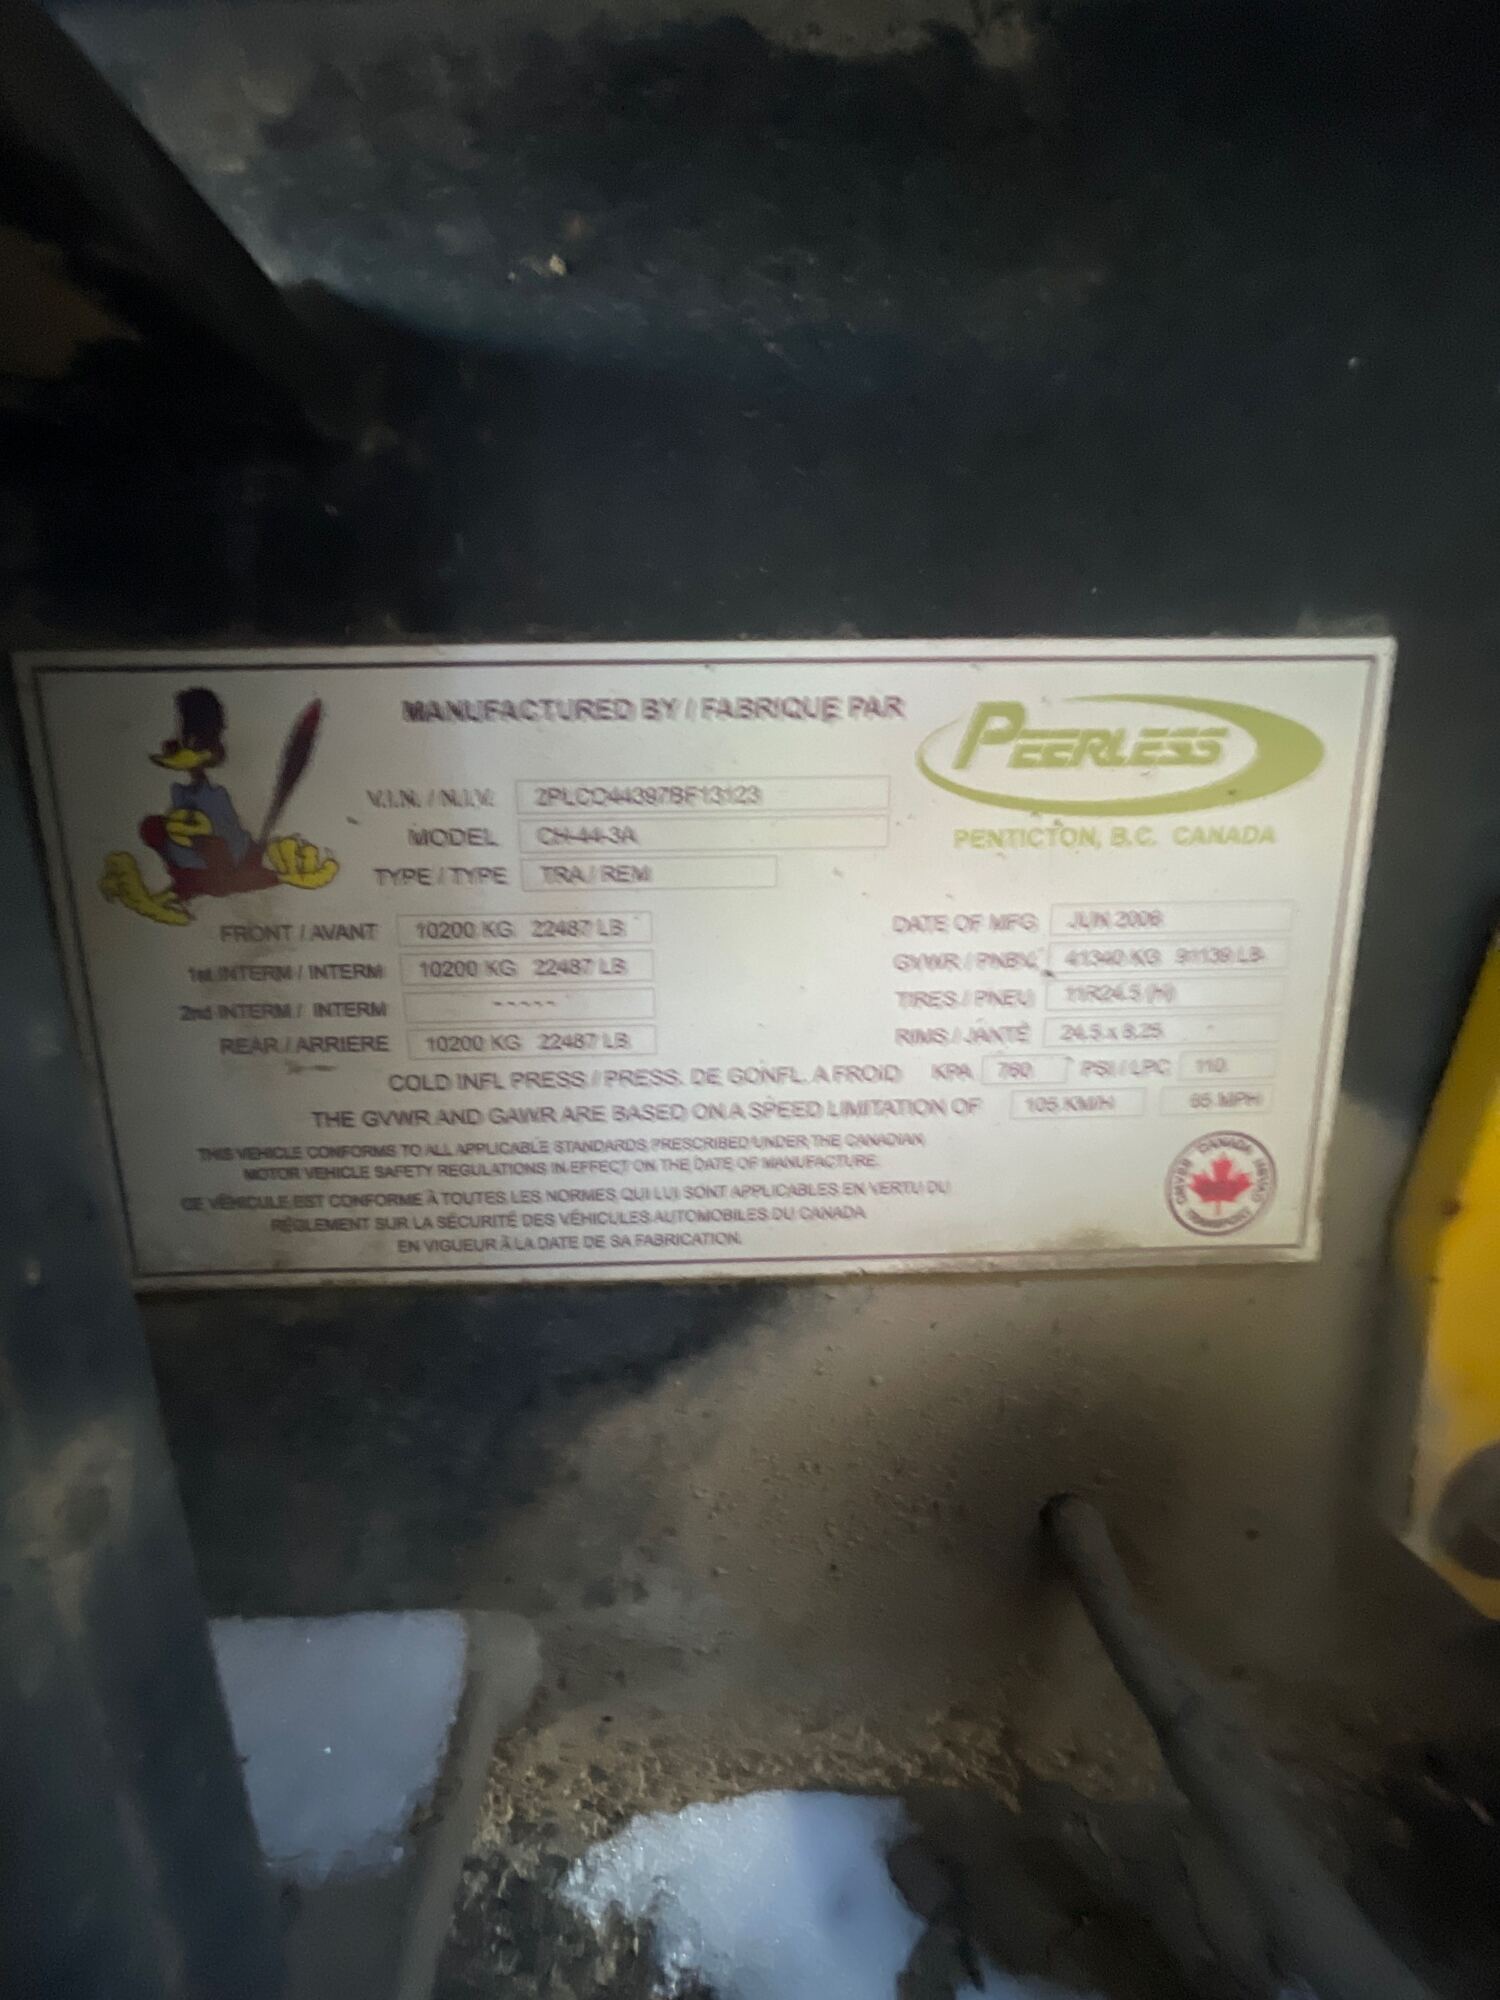 MANUFACTURED BY / FABRIQUE PAR
PEERLESS
PENTICTON, B.C. CANADA
V.I.N. / N.I.V.
MODEL CH-44-3A
TYPE / TYPE TRA / REM
FRONT / AVANT 10200 KG 22487 LB
1st INTERM / INTERM 10200 KG 22487 LB
2nd INTERM / INTERM -----
REAR / ARRIERE 10200 KG 22487 LB
DATE OF MFG JUN 2006
GVWR / PNBV 41340 KG 91139 LB
TIRES / PNEU 11R24.5 (H)
RIMS / JANTÉ 24.5 x 8.25
COLD INFL PRESS / PRESS. DE GONFL. A FROID KPA 760 PSI / LPC 110
THE GVWR AND GAWR ARE BASED ON A SPEED LIMITATION OF 105 KM/H 65 MPH
THIS VEHICLE CONFORMS TO ALL APPLICABLE STANDARDS PRESCRIBED UNDER THE CANADIAN
MOTOR VEHICLE SAFETY REGULATIONS IN EFFECT ON THE DATE OF MANUFACTURE.
CE VÉHICULE EST CONFORME À TOUTES LES NORMES QUI LUI SONT APPLICABLES EN VERTU DU
RÉGLEMENT SUR LA SÉCURITÉ DES VÉHICULES AUTOMOBILES DU CANADA
EN VIGUEUR À LA DATE DE SA FABRICATION.
CANADA
TRANSPORT